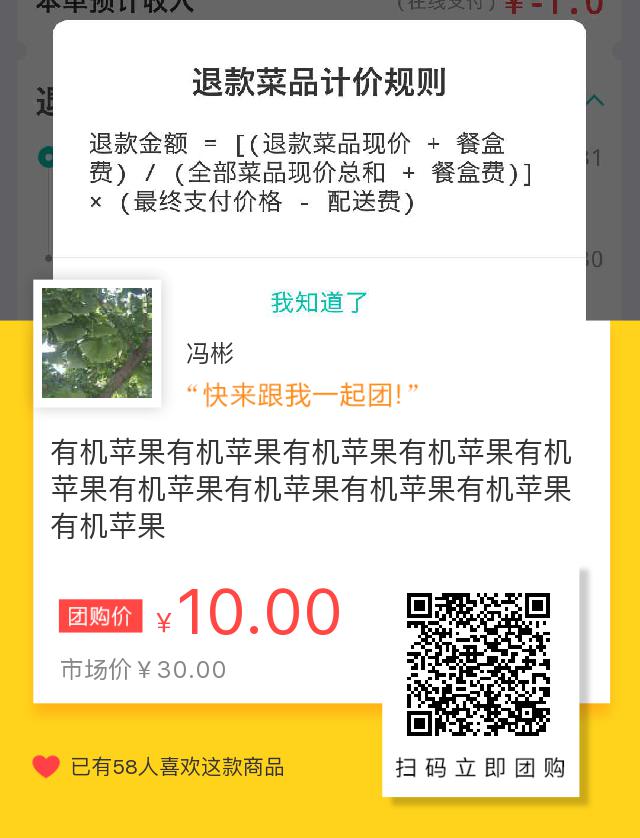 本单预计收入
(在线支付) ¥-1.0
退款菜品计价规则
退款金额 = [(退款菜品现价 + 餐盒
费) / (全部菜品现价总和 + 餐盒费)]
× (最终支付价格 - 配送费)
我知道了
冯彬
“快来跟我一起团!”
有机苹果有机苹果有机苹果有机苹果有机
苹果有机苹果有机苹果有机苹果有机苹果
有机苹果
团购价 ¥10.00
市场价¥30.00
已有58人喜欢这款商品
扫码立即团购